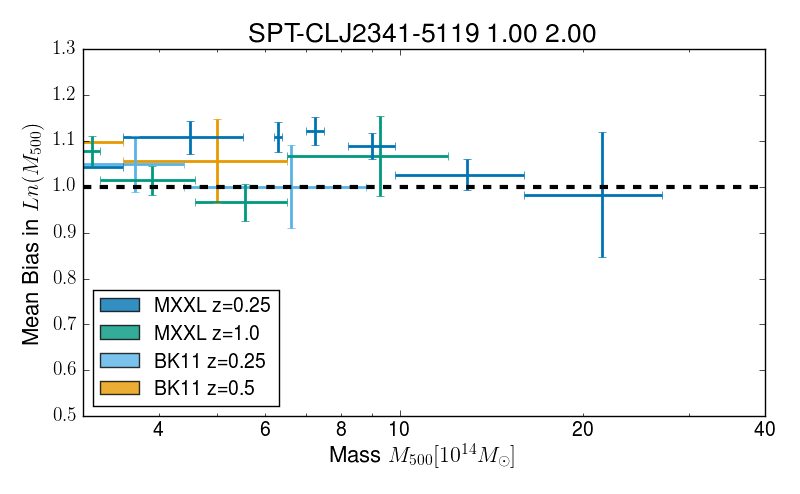 SPT-CLJ2341-5119 1.00 2.00
1.3
1.2
1.1
1.0
0.9
0.8
0.7
0.6
0.5
Mean Bias in Ln(M500)
MXXL z=0.25
MXXL z=1.0
BK11 z=0.25
BK11 z=0.5
4 6 8 10 20 40
Mass M500[10^14 M⊙]